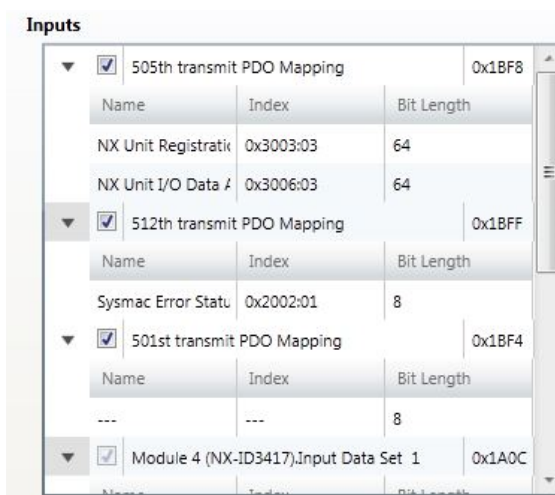 Inputs
505th transmit PDO Mapping 0x1BF8
Name Index Bit Length
NX Unit 0x3003:03 64
NX Unit I/O Data 0x3006:03 64
512th transmit PDO Mapping 0x1BFF
Name Index Bit Length
Sysmac Error Statu 0x2002:01 8
501st transmit PDO Mapping 0x1BF4
Name Index Bit Length
--- --- 8
Module 4 (NX-ID3417).Input Data Set 1 0x1A0C